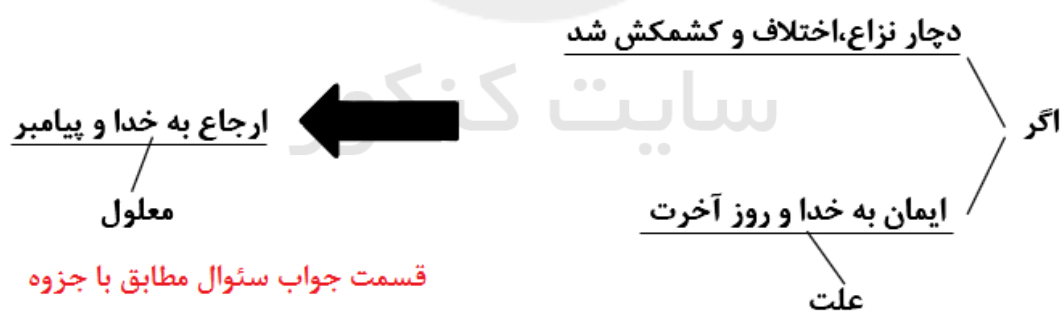 دچار نزاع،اختلاف و کشمکش شد
سایت کنکور
اگر
ارجاع به خدا و پیامبر
ایمان به خدا و روز آخرت
معلول
قسمت جواب سئوال مطابق با جزوه
علت